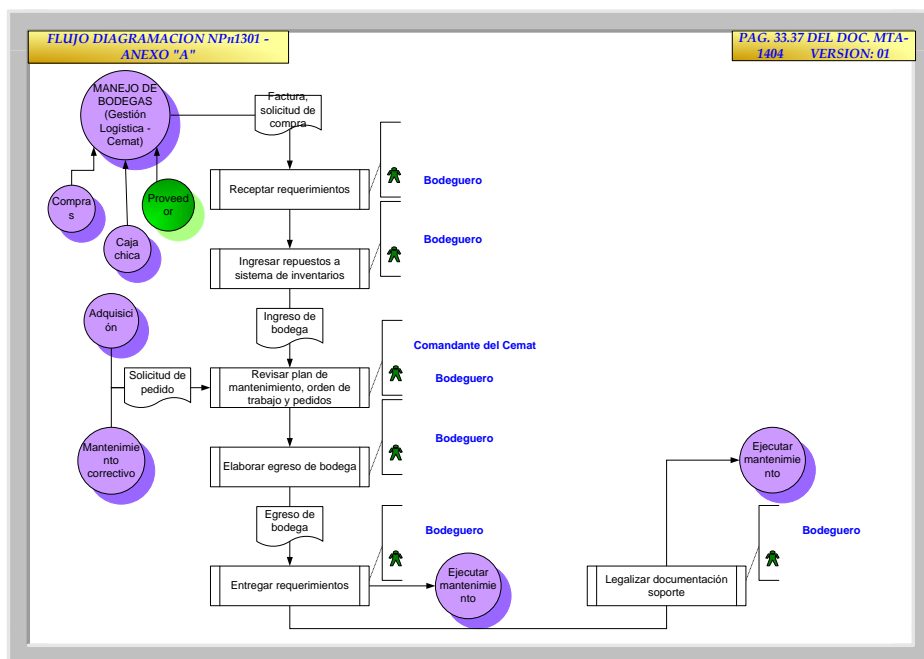 FLUJO DIAGRAMACION NPn1301 -
ANEXO "A"
PAG. 33.37 DEL DOC. MTA-
1404 VERSION: 01
MANEJO DE
BODEGAS
(Gestión
Logística -
Cemat)
Factura,
solicitud de
compra
Receptar requerimientos
Bodeguero
Compra
s
Proveed
or
Caja
chica
Ingresar repuestos a
sistema de inventarios
Bodeguero
Ingreso de
bodega
Adquisici
ón
Solicitud de
pedido
Revisar plan de
mantenimiento, orden de
trabajo y pedidos
Comandante del Cemat
Bodeguero
Mantenimie
nto
correctivo
Elaborar egreso de bodega
Bodeguero
Egreso de
bodega
Entregar requerimientos
Bodeguero
Ejecutar
mantenimie
nto
Legalizar documentación
soporte
Bodeguero
Ejecutar
mantenimie
nto